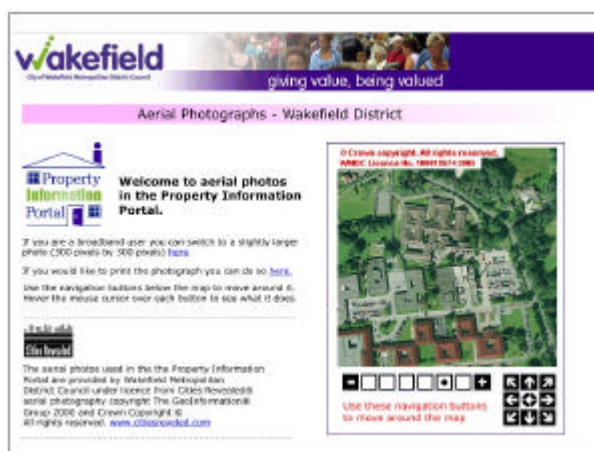 wakefield
City of Wakefield Metropolitan District Council
giving value, being valued
Aerial Photographs - Wakefield District
Property
Information
Portal
Welcome to aerial photos
in the Property Information
Portal.
If you are a broadband user you can switch to a slightly larger
photo (300 pixels by 300 pixels) here.
If you would like to print the photograph you can do so here.
Use the navigation buttons below the map to move around it.
Hover the mouse cursor over each button to see what it does.
Cities Revealed
The aerial photos used in the the Property Information
Portal are provided by Wakefield Metropolitan
District Council under licence from Cities Revealed®
aerial photography copyright The GeoInformation®
Group 2000 and Crown Copyright ©
All rights reserved. www.citiesrevealed.com
© Crown copyright. All rights reserved.
WMDC Licence No.
Use these navigation buttons
to move around the map